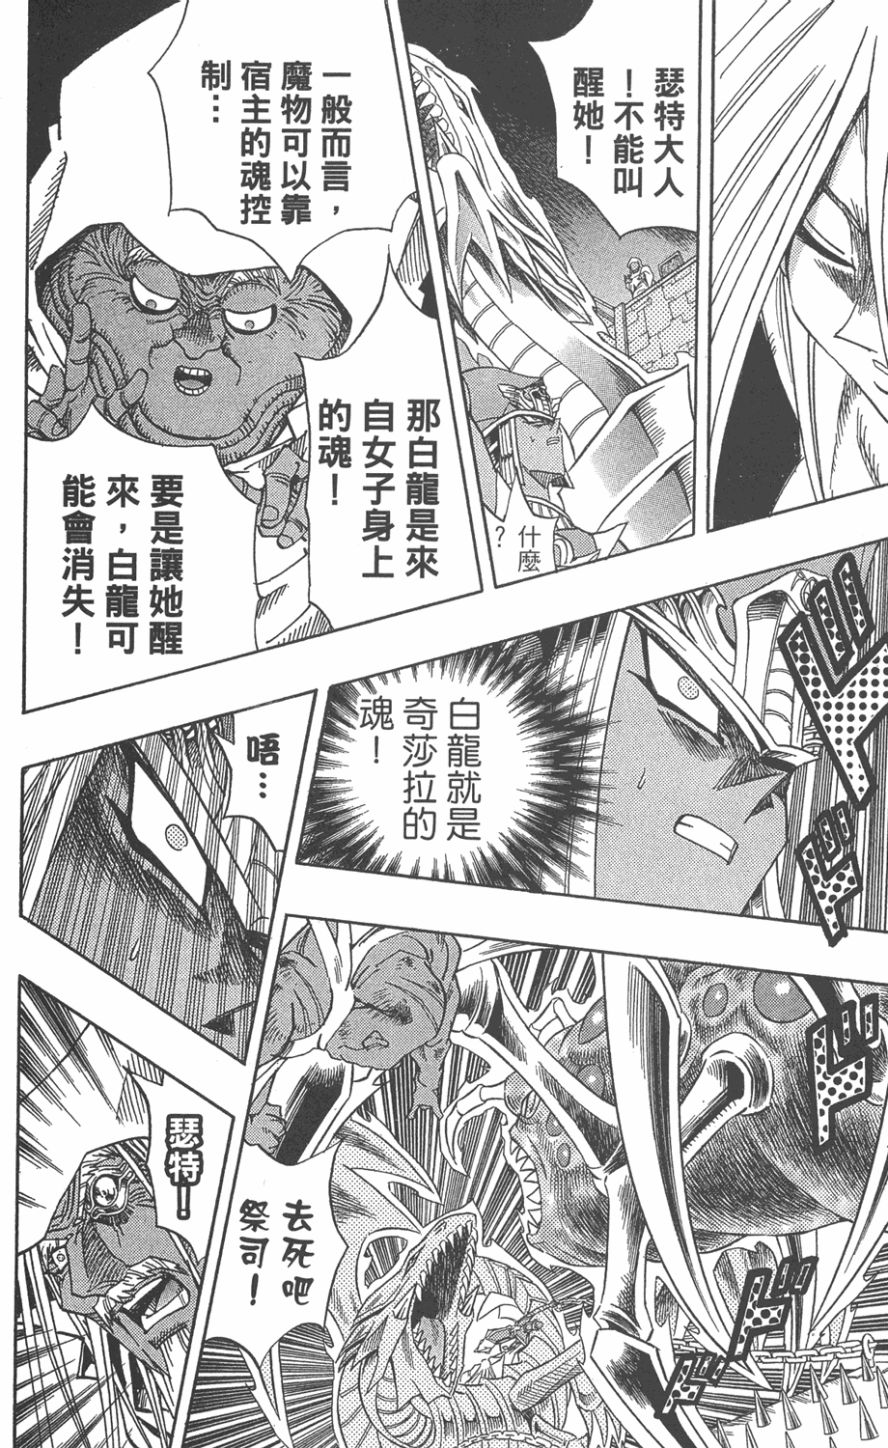 瑟特大人
！不能叫
醒她！
什麼
？
一般而言，
魔物可以靠
宿主的魂控
制…
那白龍是來
自女子身上
的魂！
要是讓她醒
來，白龍可
能會消失！
白龍就是
奇莎拉的
魂！
唔…
去死吧
祭司！
瑟特！